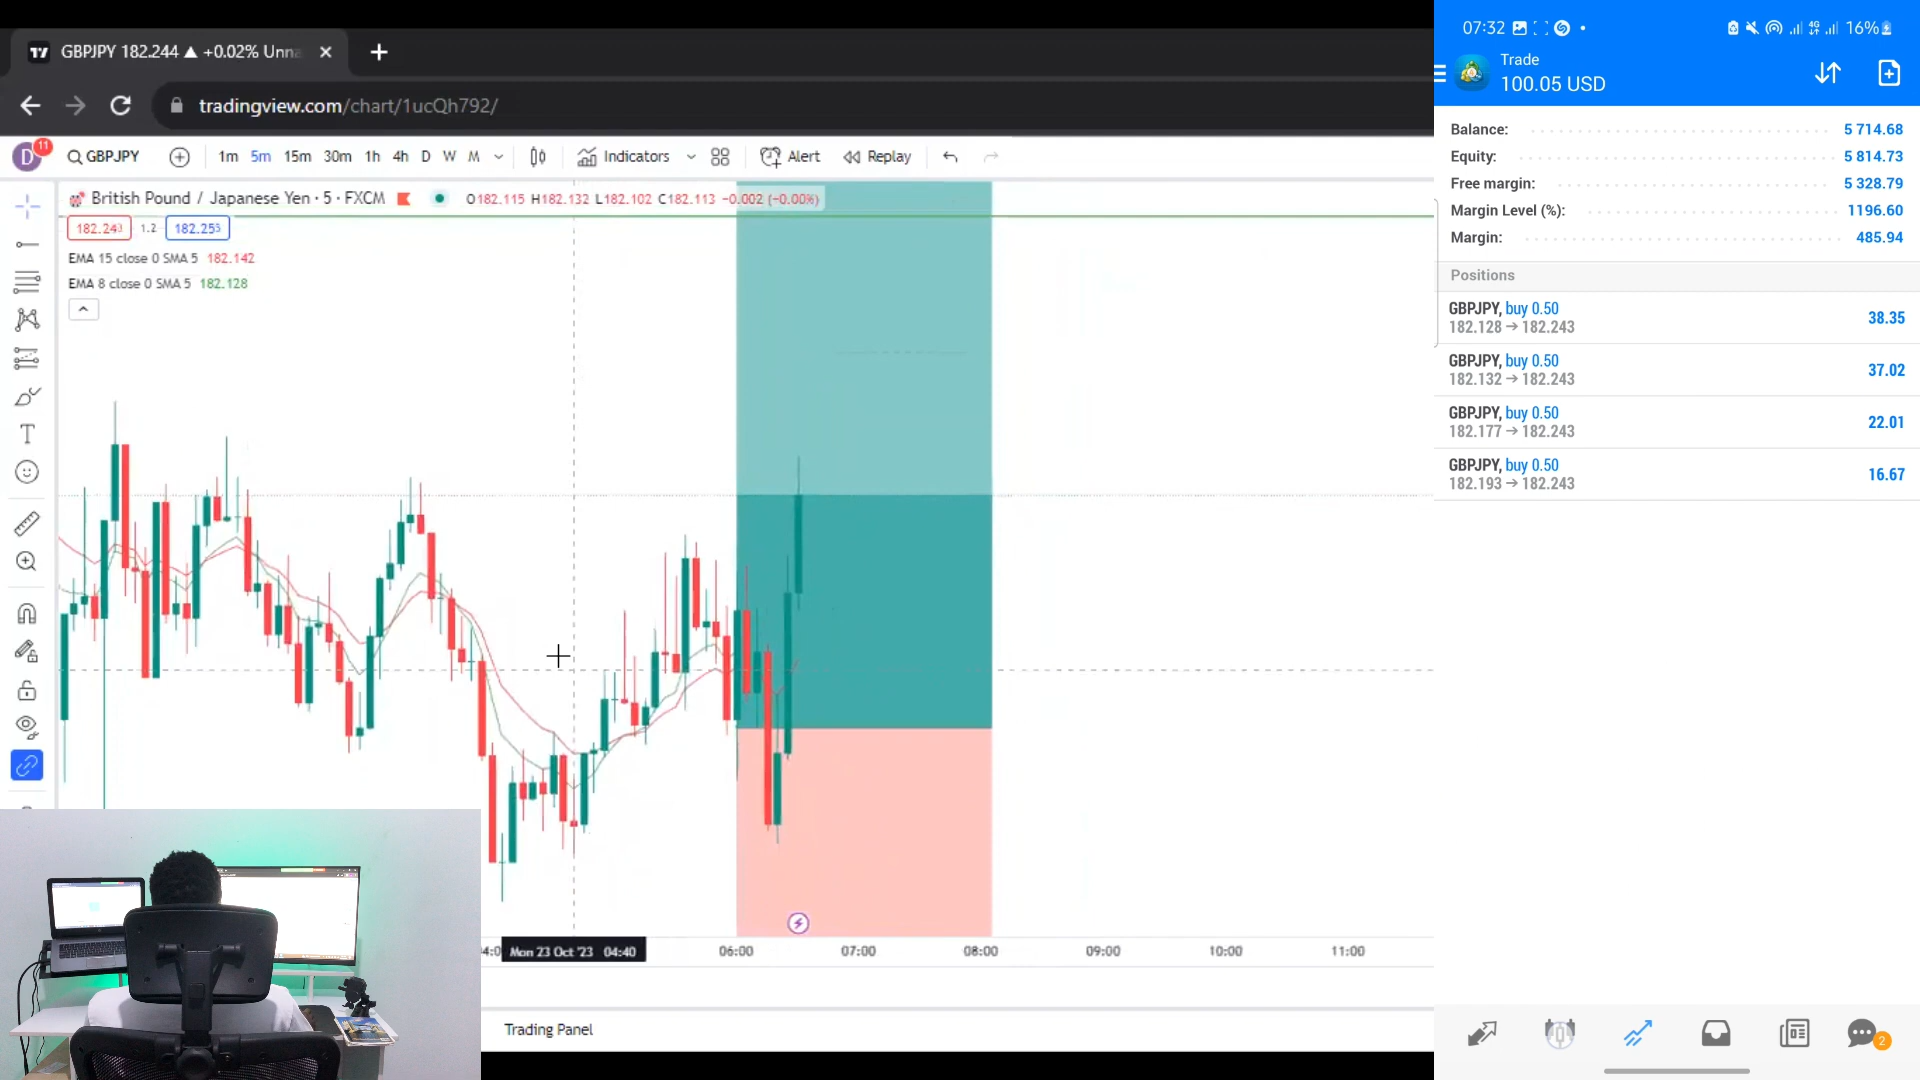 GBPJPY 182.244 ▲ +0.02% Unna
tradingview.com/chart/1ucQh792/
D 11 GBPJPY 1m 5m 15m 30m 1h 4h D W M Indicators Alert Replay
British Pound / Japanese Yen · 5 · FXCM O182.115 H182.132 L182.102 C182.113 −0.002 (−0.00%)
182.243 1.2 182.255
EMA 15 close 0 SMA 5 182.142
EMA 8 close 0 SMA 5 182.128
Mon 23 Oct '23 04:40 06:00 07:00 08:00 09:00 10:00 11:00
Trading Panel
07:32 4G 16%
Trade
100.05 USD
Balance: 5 714.68
Equity: 5 814.73
Free margin: 5 328.79
Margin Level (%): 1196.60
Margin: 485.94
Positions
GBPJPY, buy 0.50
182.128 → 182.243 38.35
GBPJPY, buy 0.50
182.132 → 182.243 37.02
GBPJPY, buy 0.50
182.177 → 182.243 22.01
GBPJPY, buy 0.50
182.193 → 182.243 16.67
2